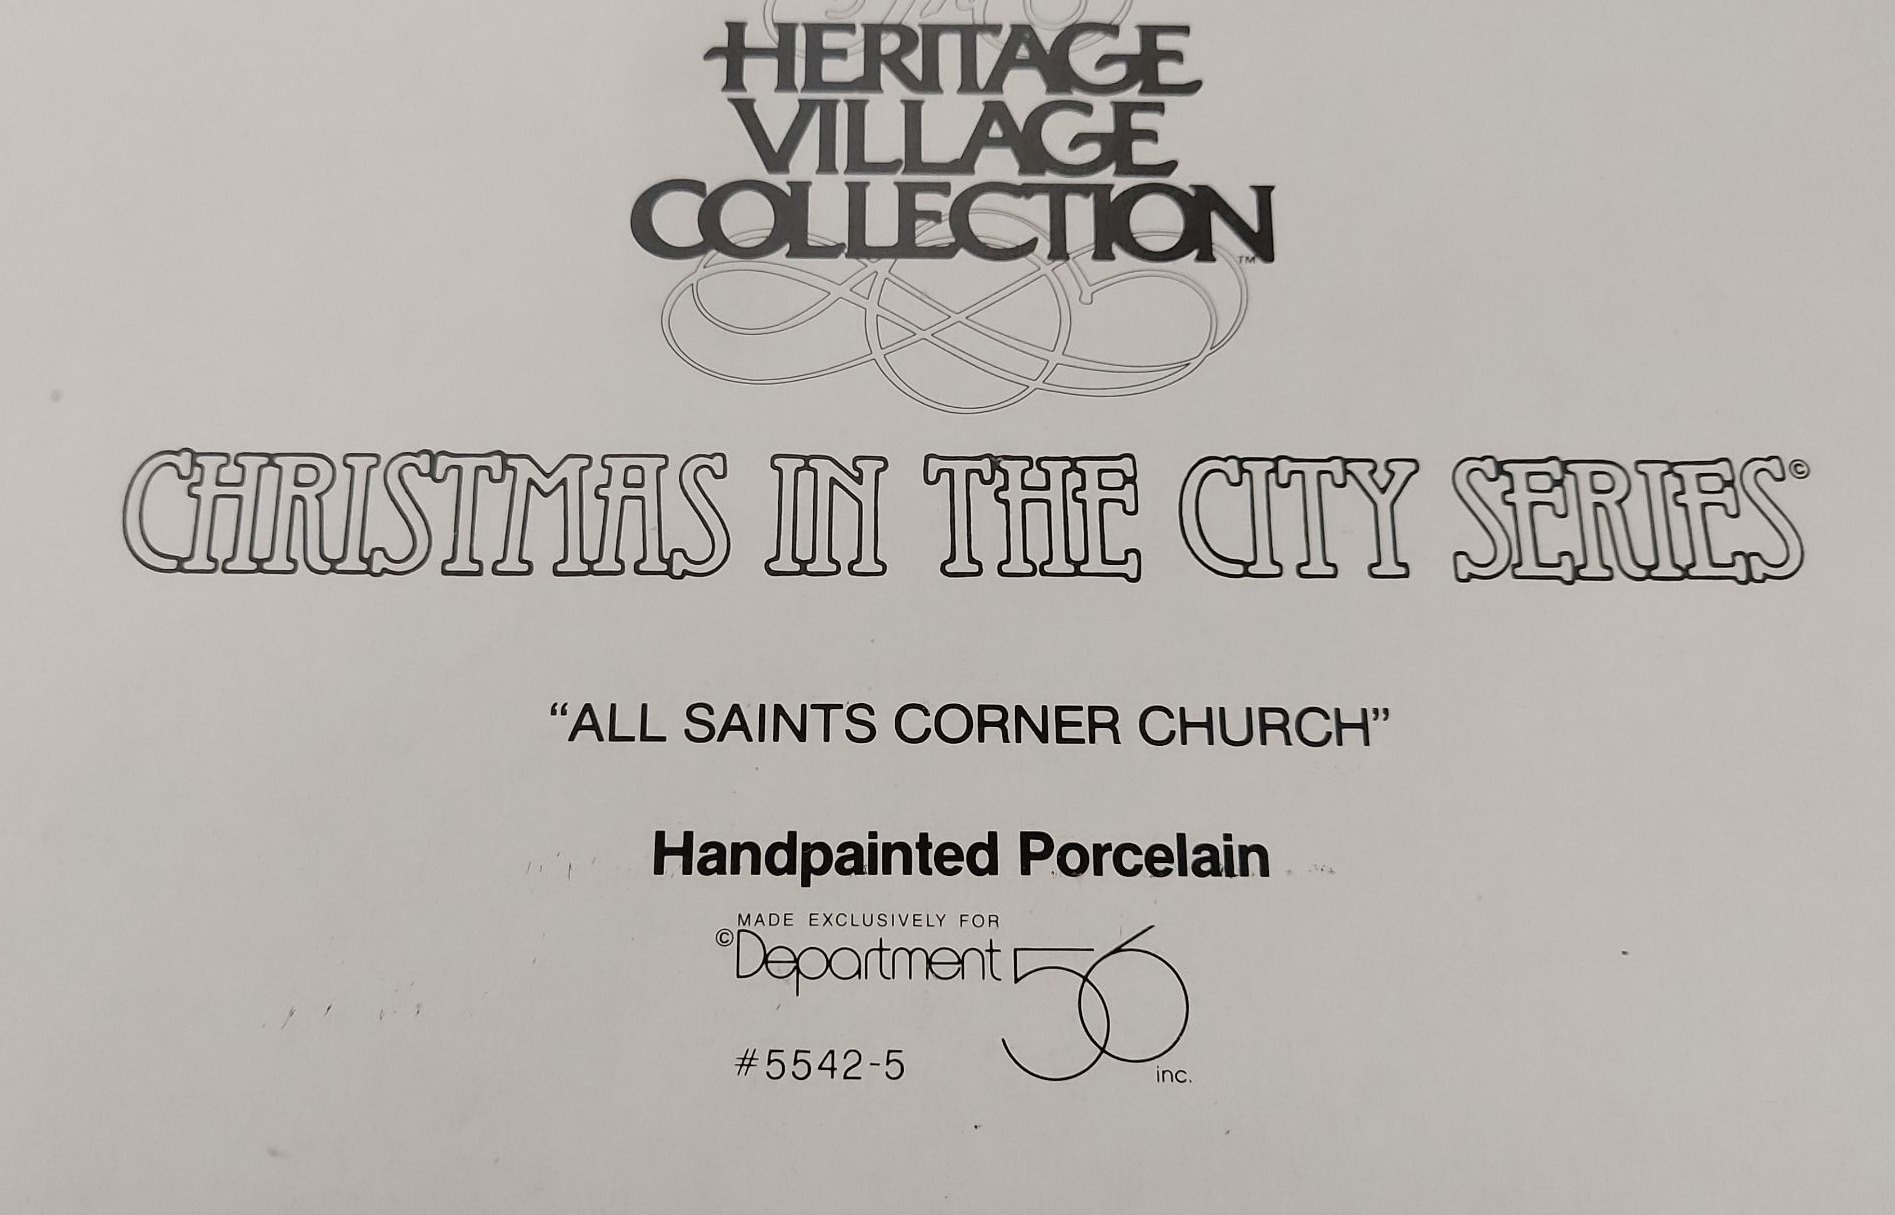 HERITAGE
VILLAGE
COLLECTION™
CHRISTMAS IN THE CITY SERIES©
“ALL SAINTS CORNER CHURCH”
Handpainted Porcelain
MADE EXCLUSIVELY FOR
©Department 56
#5542-5
inc.